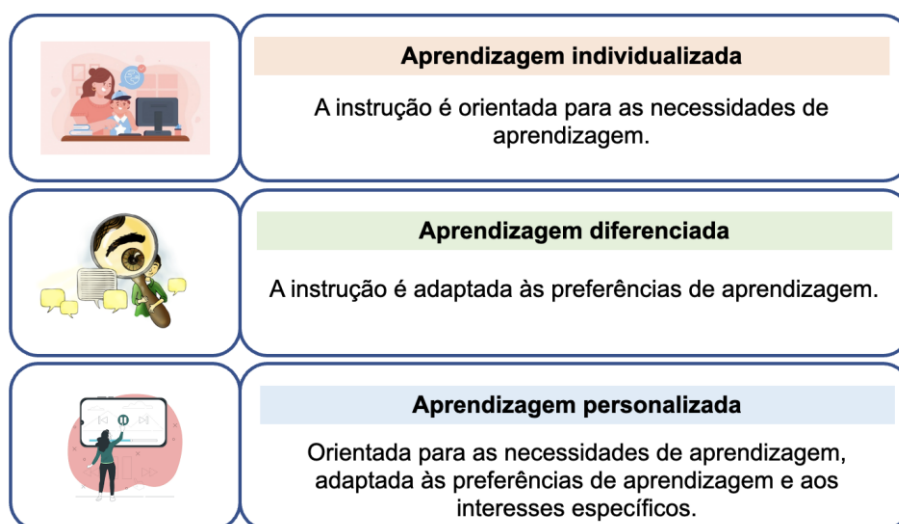 Aprendizagem individualizada
A instrução é orientada para as necessidades de
aprendizagem.
Aprendizagem diferenciada
A instrução é adaptada às preferências de aprendizagem.
Aprendizagem personalizada
Orientada para as necessidades de aprendizagem,
adaptada às preferências de aprendizagem e aos
interesses específicos.